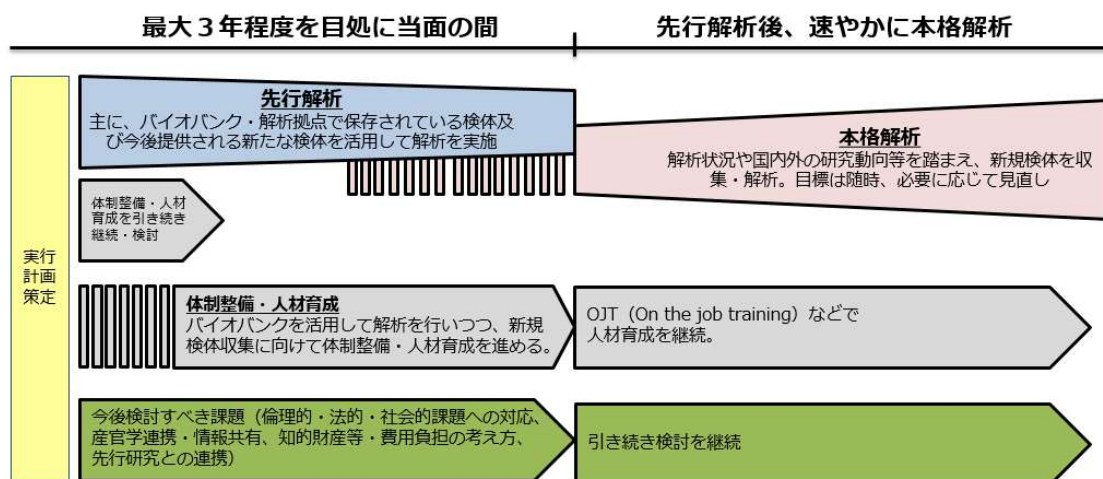 最大３年程度を目処に当面の間
先行解析後、速やかに本格解析
実行
計画
策定
先行解析
主に、バイオバンク・解析拠点で保存されている検体及
び今後提供される新たな検体を活用して解析を実施
本格解析
解析状況や国内外の研究動向等を踏まえ、新規検体を収
集・解析。目標は随時、必要に応じて見直し
体制整備・人材
育成を引き続き
継続・検討
体制整備・人材育成
バイオバンクを活用して解析を行いつつ、新規
検体収集に向けて体制整備・人材育成を進める。
OJT（On the job training）などで
人材育成を継続。
今後検討すべき課題（倫理的・法的・社会的課題への対応、
産官学連携・情報共有、知的財産等・費用負担の考え方、
先行研究との連携）
引き続き検討を継続